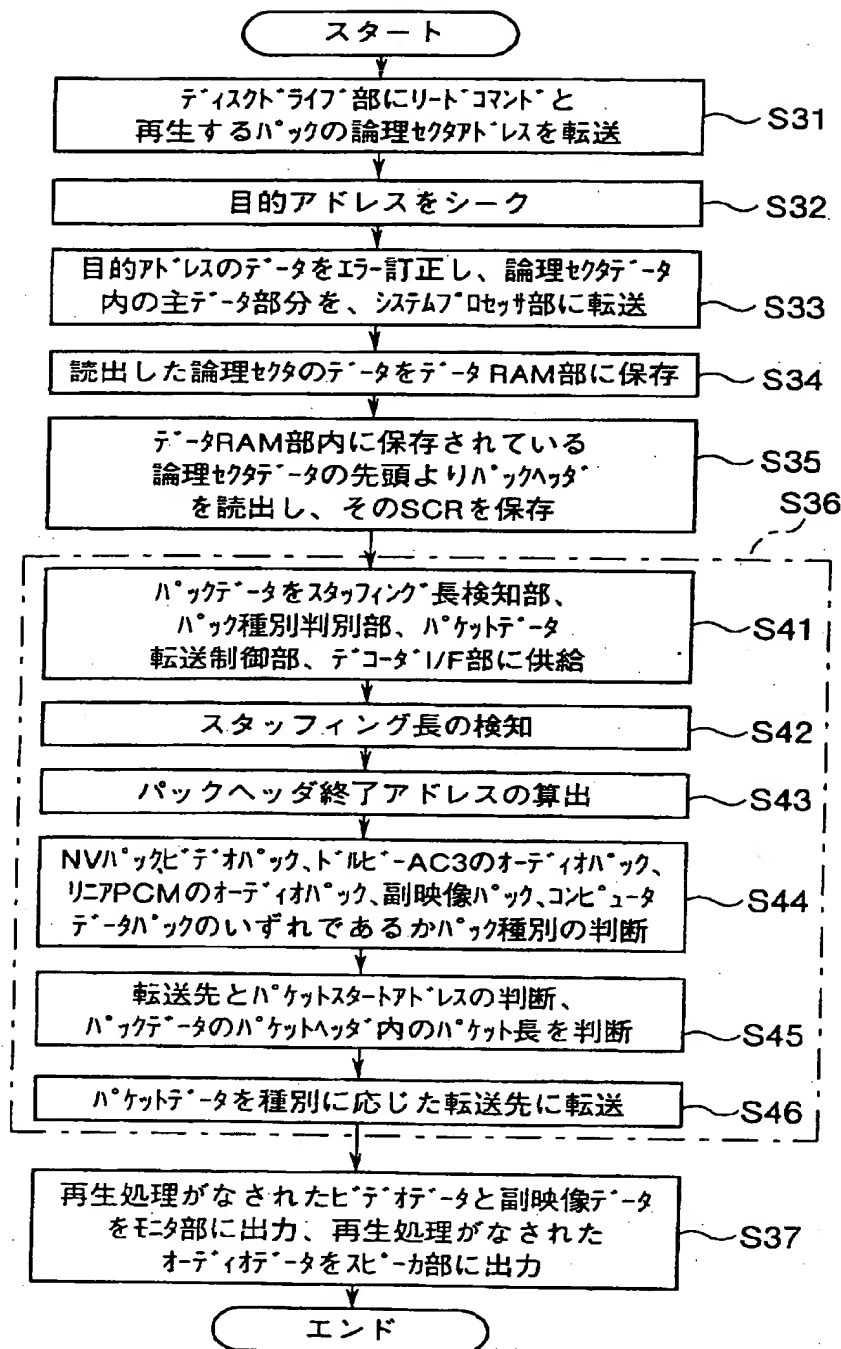 スタート
ディスクドライブ部にリードコマンドと
再生するパックの論理セクタアドレスを転送
S31
目的アドレスをシーク
S32
目的アドレスのデータをエラー訂正し、論理セクタデータ
内の主データ部分を、システムプロセッサ部に転送
S33
読出した論理セクタのデータをデータRAM部に保存
S34
データRAM部内に保存されている
論理セクタデータの先頭よりパックヘッダ
を読出し、そのSCRを保存
S35
S36
パックデータをスタッフィング長検知部、
パック種別判別部、パケットデータ
転送制御部、デコーダI/F部に供給
S41
スタッフィング長の検知
S42
パックヘッダ終了アドレスの算出
S43
NVパック、ビデオパック、ドルビーAC3のオーディオパック、
リニアPCMのオーディオパック、副映像パック、コンピュータ
データパックのいずれであるかパック種別の判断
S44
転送先とパケットスタートアドレスの判断、
パックデータのパケットヘッダ内のパケット長を判断
S45
パケットデータを種別に応じた転送先に転送
S46
再生処理がなされたビデオデータと副映像データ
をモニタ部に出力、再生処理がなされた
オーディオデータをスピーカ部に出力
S37
エンド